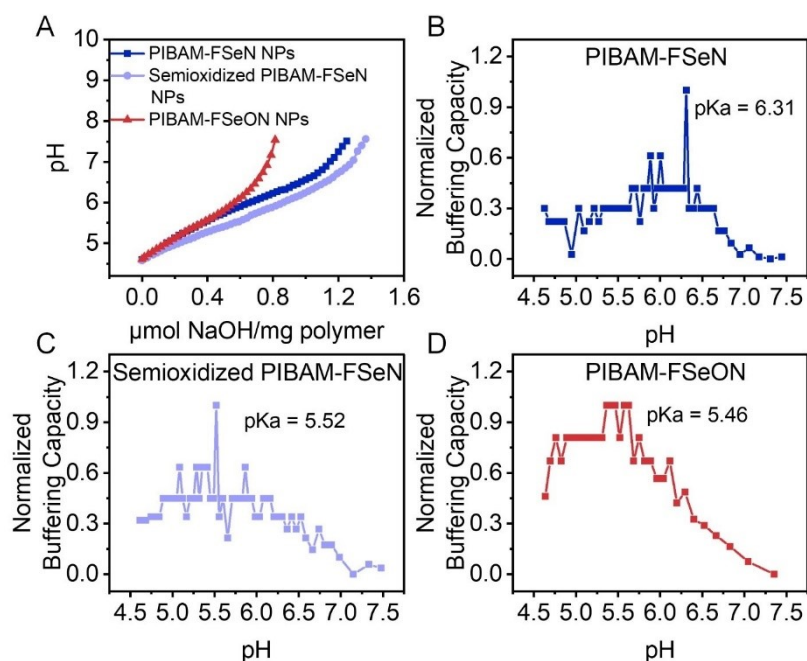 A
10
9
8
7
6
5
pH
PIBAM-FSeN NPs
Semioxidized PIBAM-FSeN
NPs
PIBAM-FSeON NPs
0.0 0.4 0.8 1.2 1.6
μmol NaOH/mg polymer
B
PIBAM-FSeN
pKa = 6.31
Normalized
Buffering Capacity
1.2
0.9
0.6
0.3
0.0
4.5 5.0 5.5 6.0 6.5 7.0 7.5
pH
C
Semioxidized PIBAM-FSeN
pKa = 5.52
Normalized
Buffering Capacity
1.2
0.9
0.6
0.3
0.0
4.5 5.0 5.5 6.0 6.5 7.0 7.5
pH
D
PIBAM-FSeON
pKa = 5.46
Normalized
Buffering Capacity
1.2
0.9
0.6
0.3
0.0
4.5 5.0 5.5 6.0 6.5 7.0 7.5
pH